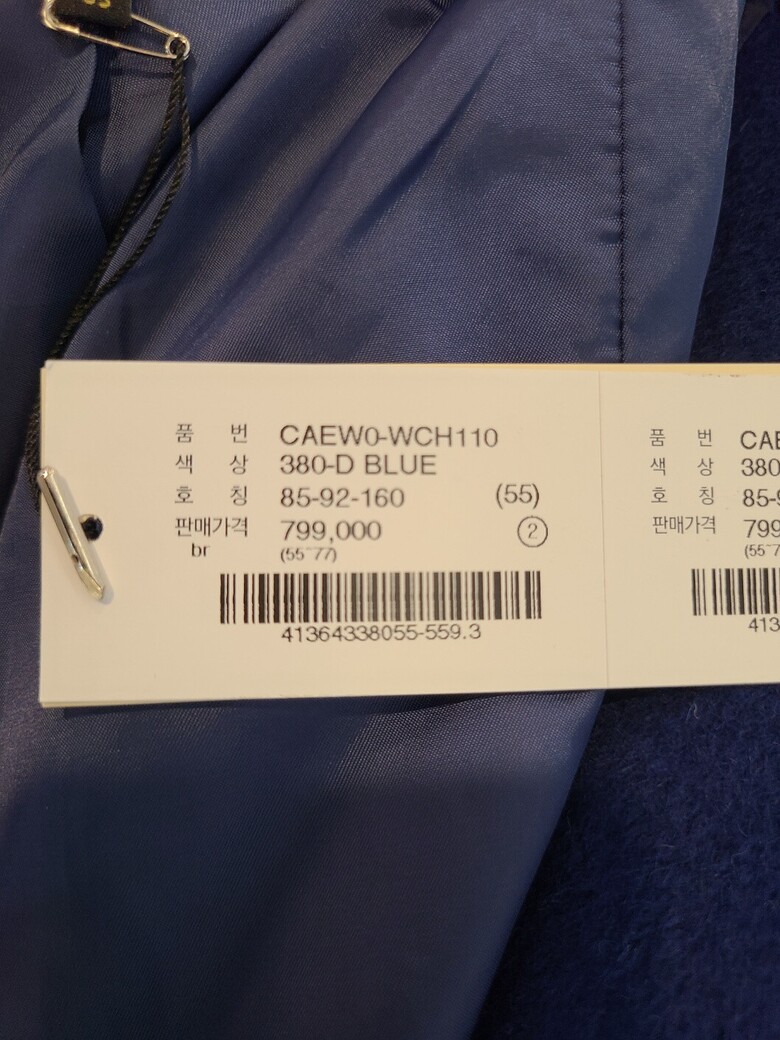 품 번 CAEW0-WCH110
색 상 380-D BLUE
호 칭 85-92-160 (55)
판매가격 799,000 ②
br (55~77)
41364338055-559.3
품 번 CAE
색 상 380
호 칭 85-9
판매가격 799
(55~7
413